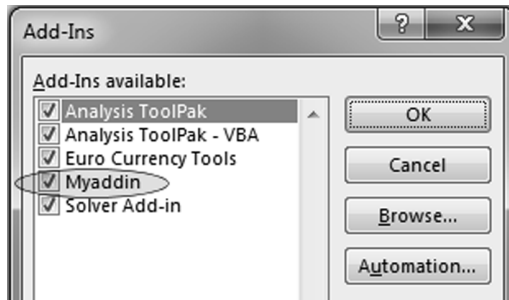 Add-Ins
? X
Add-Ins available:
Analysis ToolPak
Analysis ToolPak - VBA
Euro Currency Tools
Myaddin
Solver Add-in
OK
Cancel
Browse...
Automation...